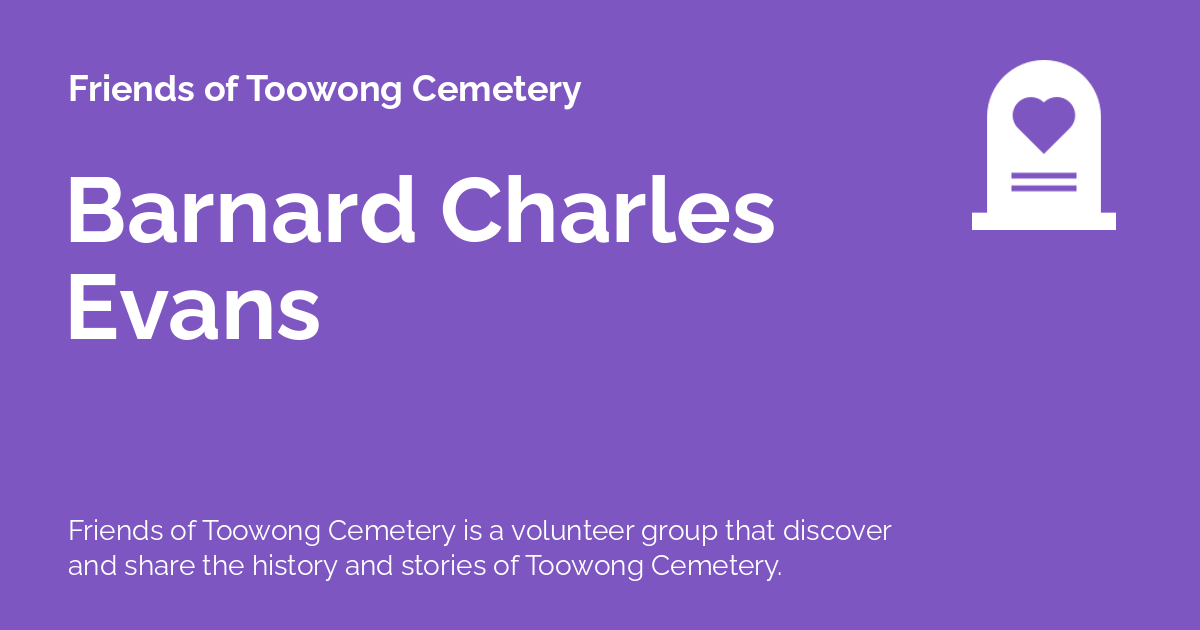 Friends of Toowong Cemetery
Barnard Charles
Evans
Friends of Toowong Cemetery is a volunteer group that discover
and share the history and stories of Toowong Cemetery.